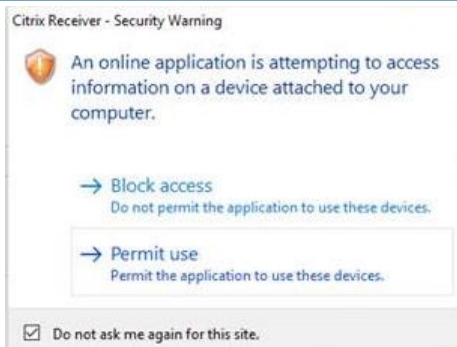 Citrix Receiver - Security Warning
An online application is attempting to access
information on a device attached to your
computer.
Block access
Do not permit the application to use these devices.
Permit use
Permit the application to use these devices.
Do not ask me again for this site.